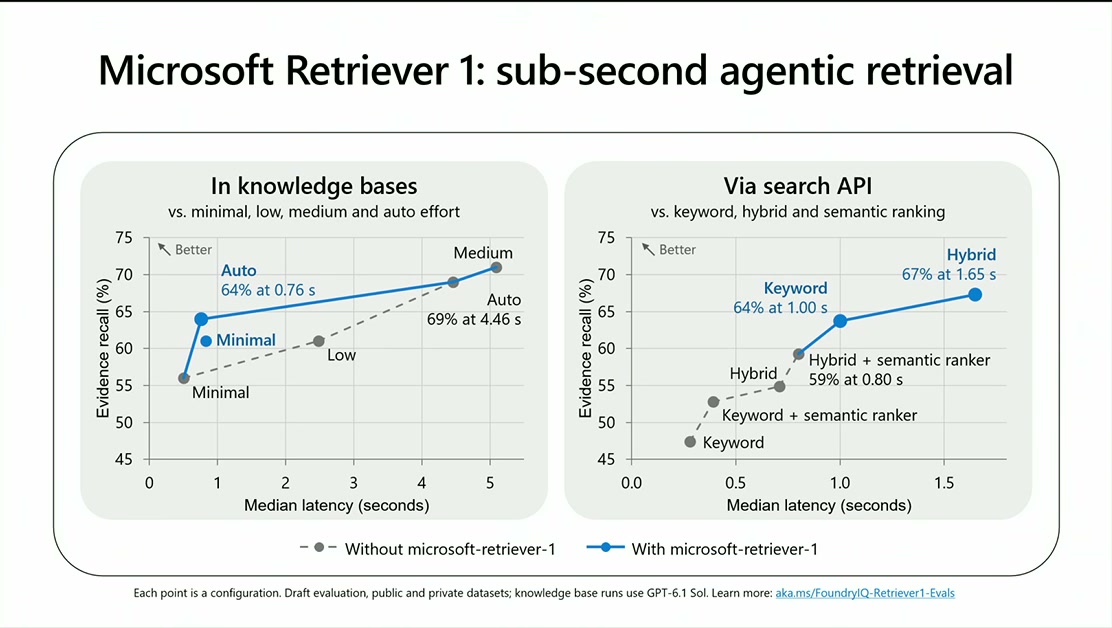 Microsoft Retriever 1: sub-second agentic retrieval
In knowledge bases
vs. minimal, low, medium and auto effort
Evidence recall (%)
75
70
65
60
55
50
45
Better
Medium
Auto
64% at 0.76 s
Auto
69% at 4.46 s
Minimal
Low
Minimal
0
1
2
3
4
5
Median latency (seconds)
Via search API
vs. keyword, hybrid and semantic ranking
Evidence recall (%)
75
70
65
60
55
50
45
Better
Hybrid
67% at 1.65 s
Keyword
64% at 1.00 s
Hybrid + semantic ranker
59% at 0.80 s
Hybrid
Keyword + semantic ranker
Keyword
0.0
0.5
1.0
1.5
Median latency (seconds)
Without microsoft-retriever-1
With microsoft-retriever-1
Each point is a configuration. Draft evaluation, public and private datasets; knowledge base runs use GPT-6.1 Sol. Learn more: aka.ms/FoundryIQ-Retriever1-Evals